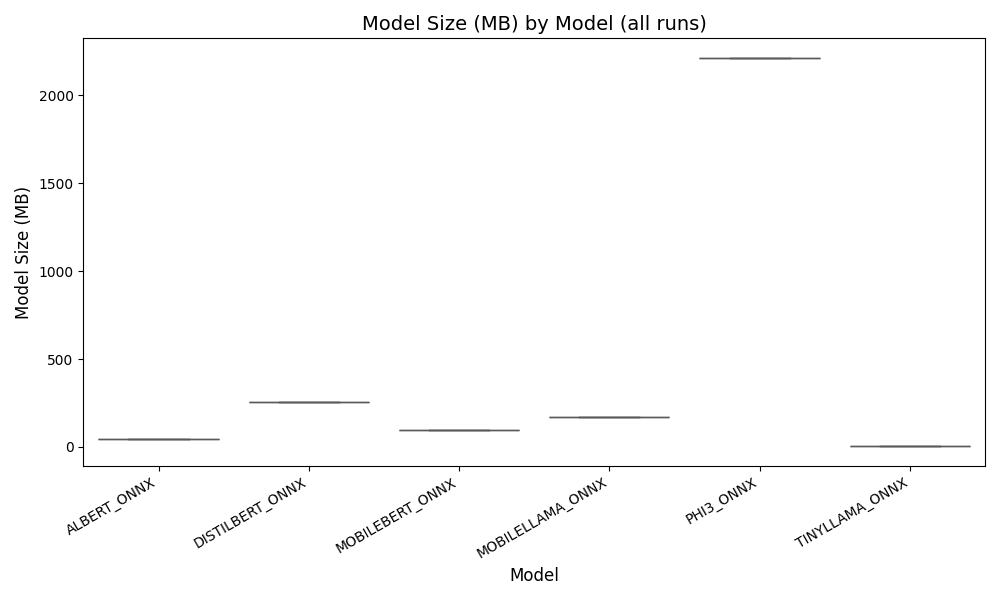 Model Size (MB) by Model (all runs)
Model Size (MB)
2000
1500
1000
500
0
ALBERT_ONNX
DISTILBERT_ONNX
MOBILEBERT_ONNX
MOBILELLAMA_ONNX
PHI3_ONNX
TINYLLAMA_ONNX
Model